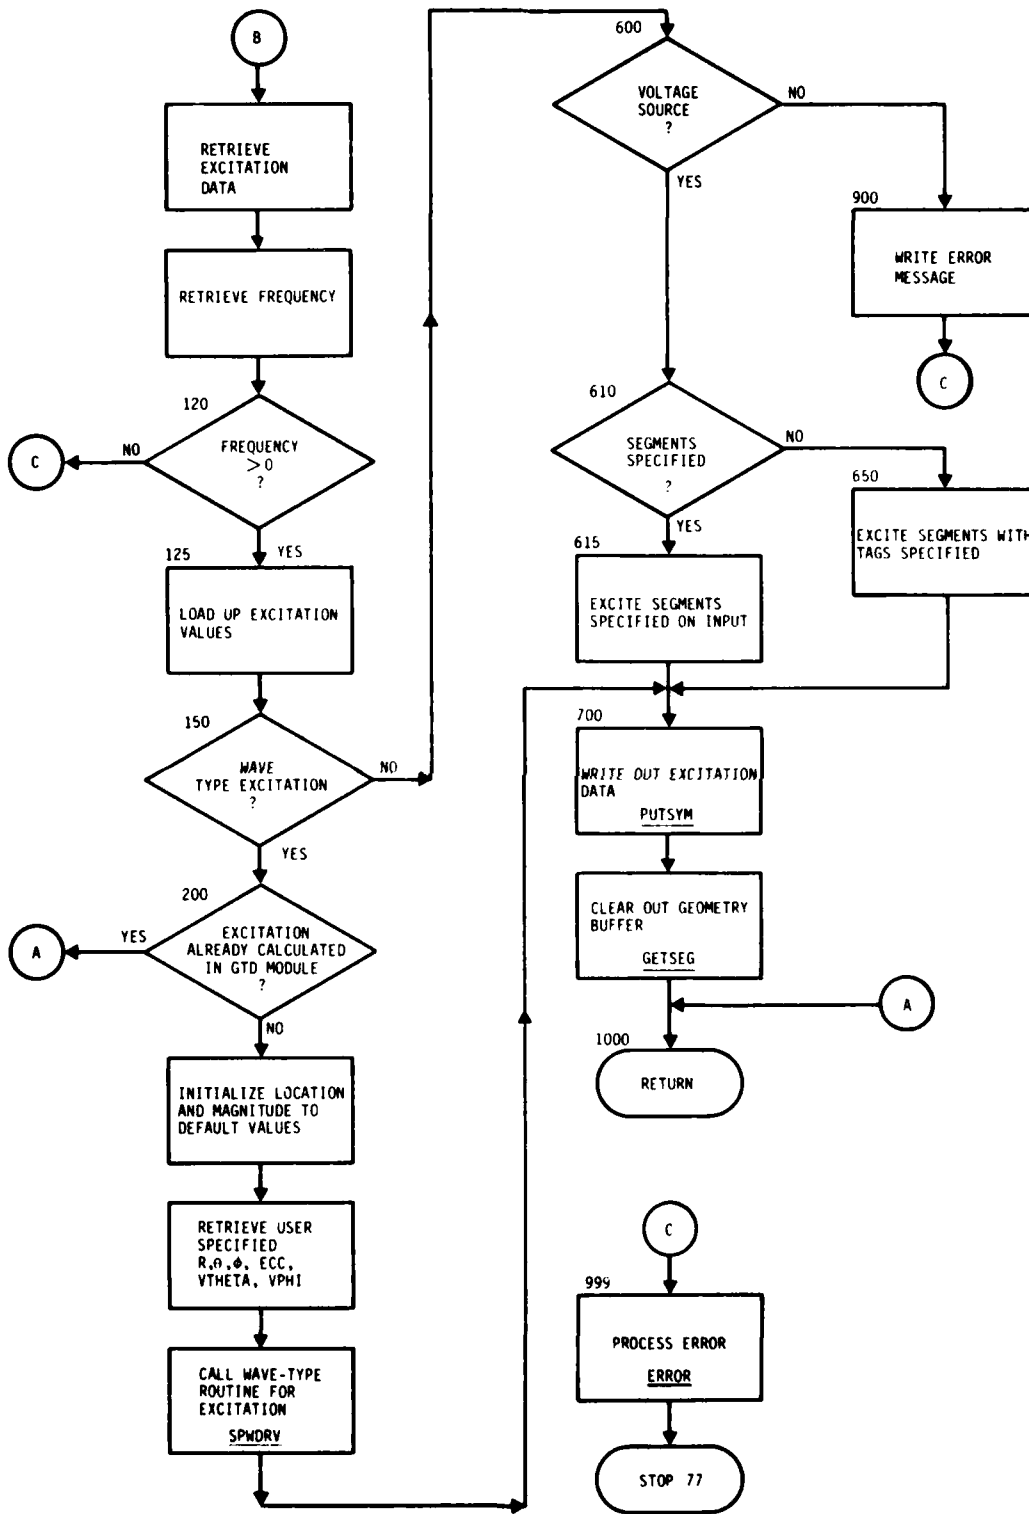 B
RETRIEVE
EXCITATION
DATA
RETRIEVE FREQUENCY
120
FREQUENCY
>0
?
NO
C
YES
125
LOAD UP EXCITATION
VALUES
150
WAVE
TYPE EXCITATION
?
NO
YES
200
EXCITATION
ALREADY CALCULATED
IN GTD MODULE
?
YES
A
NO
INITIALIZE LOCATION
AND MAGNITUDE TO
DEFAULT VALUES
RETRIEVE USER
SPECIFIED
R,θ,ϕ, ECC,
VTHETA, VPHI
CALL WAVE-TYPE
ROUTINE FOR
EXCITATION
SPWDRV
600
VOLTAGE
SOURCE
?
NO
YES
900
WRITE ERROR
MESSAGE
C
610
SEGMENTS
SPECIFIED
?
NO
YES
650
EXCITE SEGMENTS WITH
TAGS SPECIFIED
615
EXCITE SEGMENTS
SPECIFIED ON INPUT
700
WRITE OUT EXCITATION
DATA
PUTSYM
CLEAR OUT GEOMETRY
BUFFER
GETSEG
A
1000
RETURN
C
999
PROCESS ERROR
ERROR
STOP 77